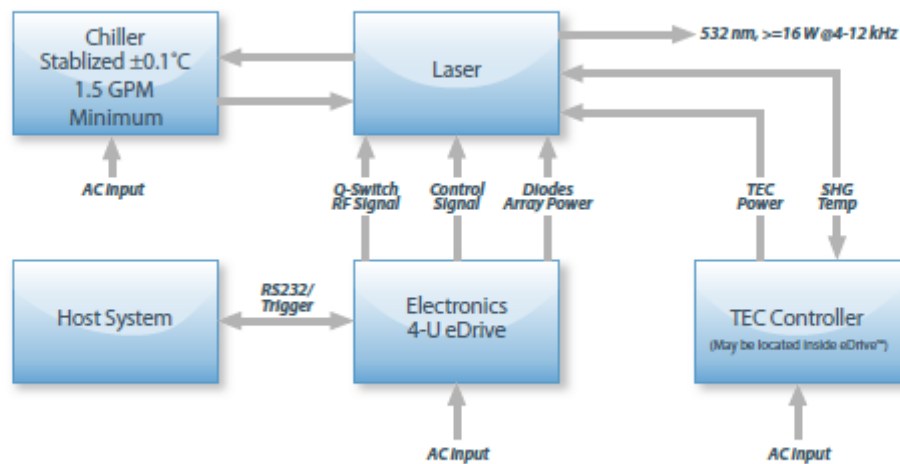 Chiller
Stablized ±0.1°C
1.5 GPM
Minimum
Laser
532 nm, >=16 W @4-12 kHz
AC Input
Q-Switch
RF Signal
Control
Signal
Diodes
Array Power
TEC
Power
SHG
Temp
Host System
RS232/
Trigger
Electronics
4-U eDrive
TEC Controller
(May be located inside eDrive™)
AC Input
AC Input